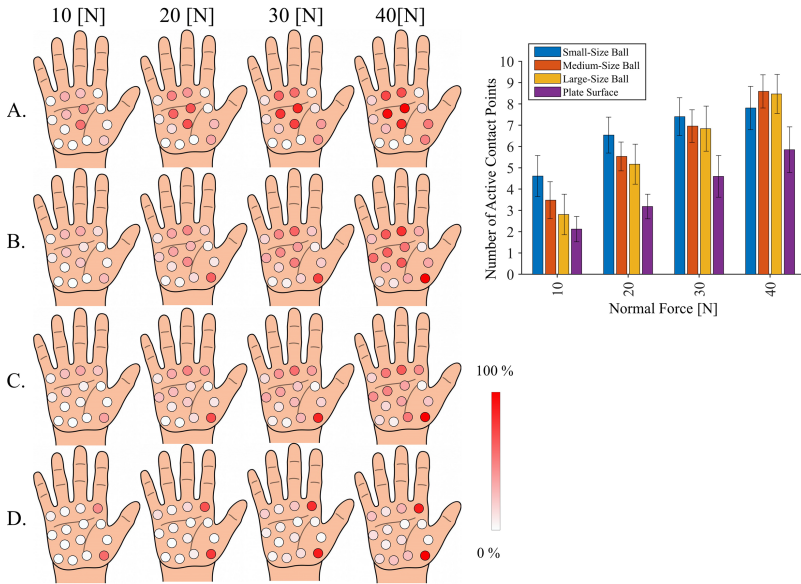 10 [N] 20 [N] 30 [N] 40[N]
A.
B.
C.
D.
100 %
0 %
Small-Size Ball
Medium-Size Ball
Large-Size Ball
Plate Surface
Number of Active Contact Points
10
9
8
7
6
5
4
3
2
1
0
10 20 30 40
Normal Force [N]